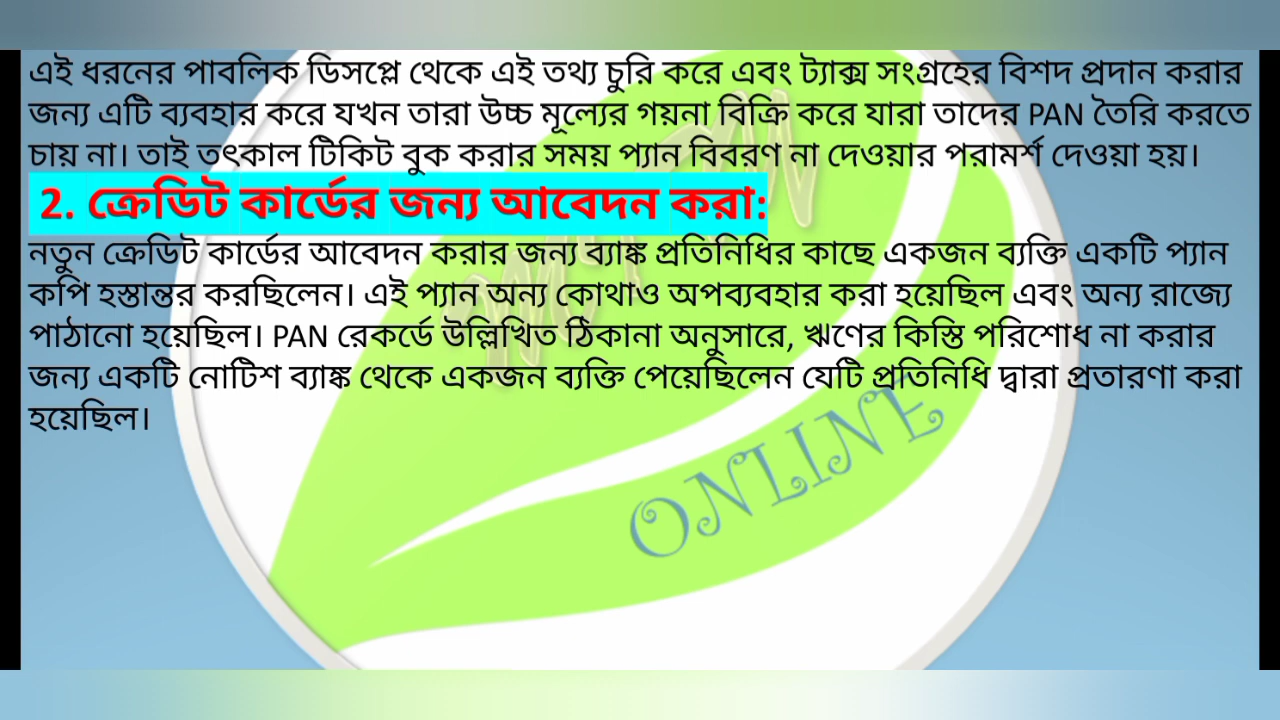 এই ধরনের পাবলিক ডিসপ্লে থেকে এই তথ্য চুরি করে এবং ট্যাক্স সংগ্রহের বিশদ প্রদান করার
জন্য এটি ব্যবহার করে যখন তারা উচ্চ মূল্যের গয়না বিক্রি করে যারা তাদের PAN তৈরি করতে
চায় না। তাই তৎকাল টিকিট বুক করার সময় প্যান বিবরণ না দেওয়ার পরামর্শ দেওয়া হয়।
2. ক্রেডিট কার্ডের জন্য আবেদন করা:
নতুন ক্রেডিট কার্ডের আবেদন করার জন্য ব্যাঙ্ক প্রতিনিধির কাছে একজন ব্যক্তি একটি প্যান
কপি হস্তান্তর করছিলেন। এই প্যান অন্য কোথাও অপব্যবহার করা হয়েছিল এবং অন্য রাজ্যে
পাঠানো হয়েছিল। PAN রেকর্ডে উল্লিখিত ঠিকানা অনুসারে, ঋণের কিস্তি পরিশোধ না করার
জন্য একটি নোটিশ ব্যাঙ্ক থেকে একজন ব্যক্তি পেয়েছিলেন যেটি প্রতিনিধি দ্বারা প্রতারণা করা
হয়েছিল।
ONLINE